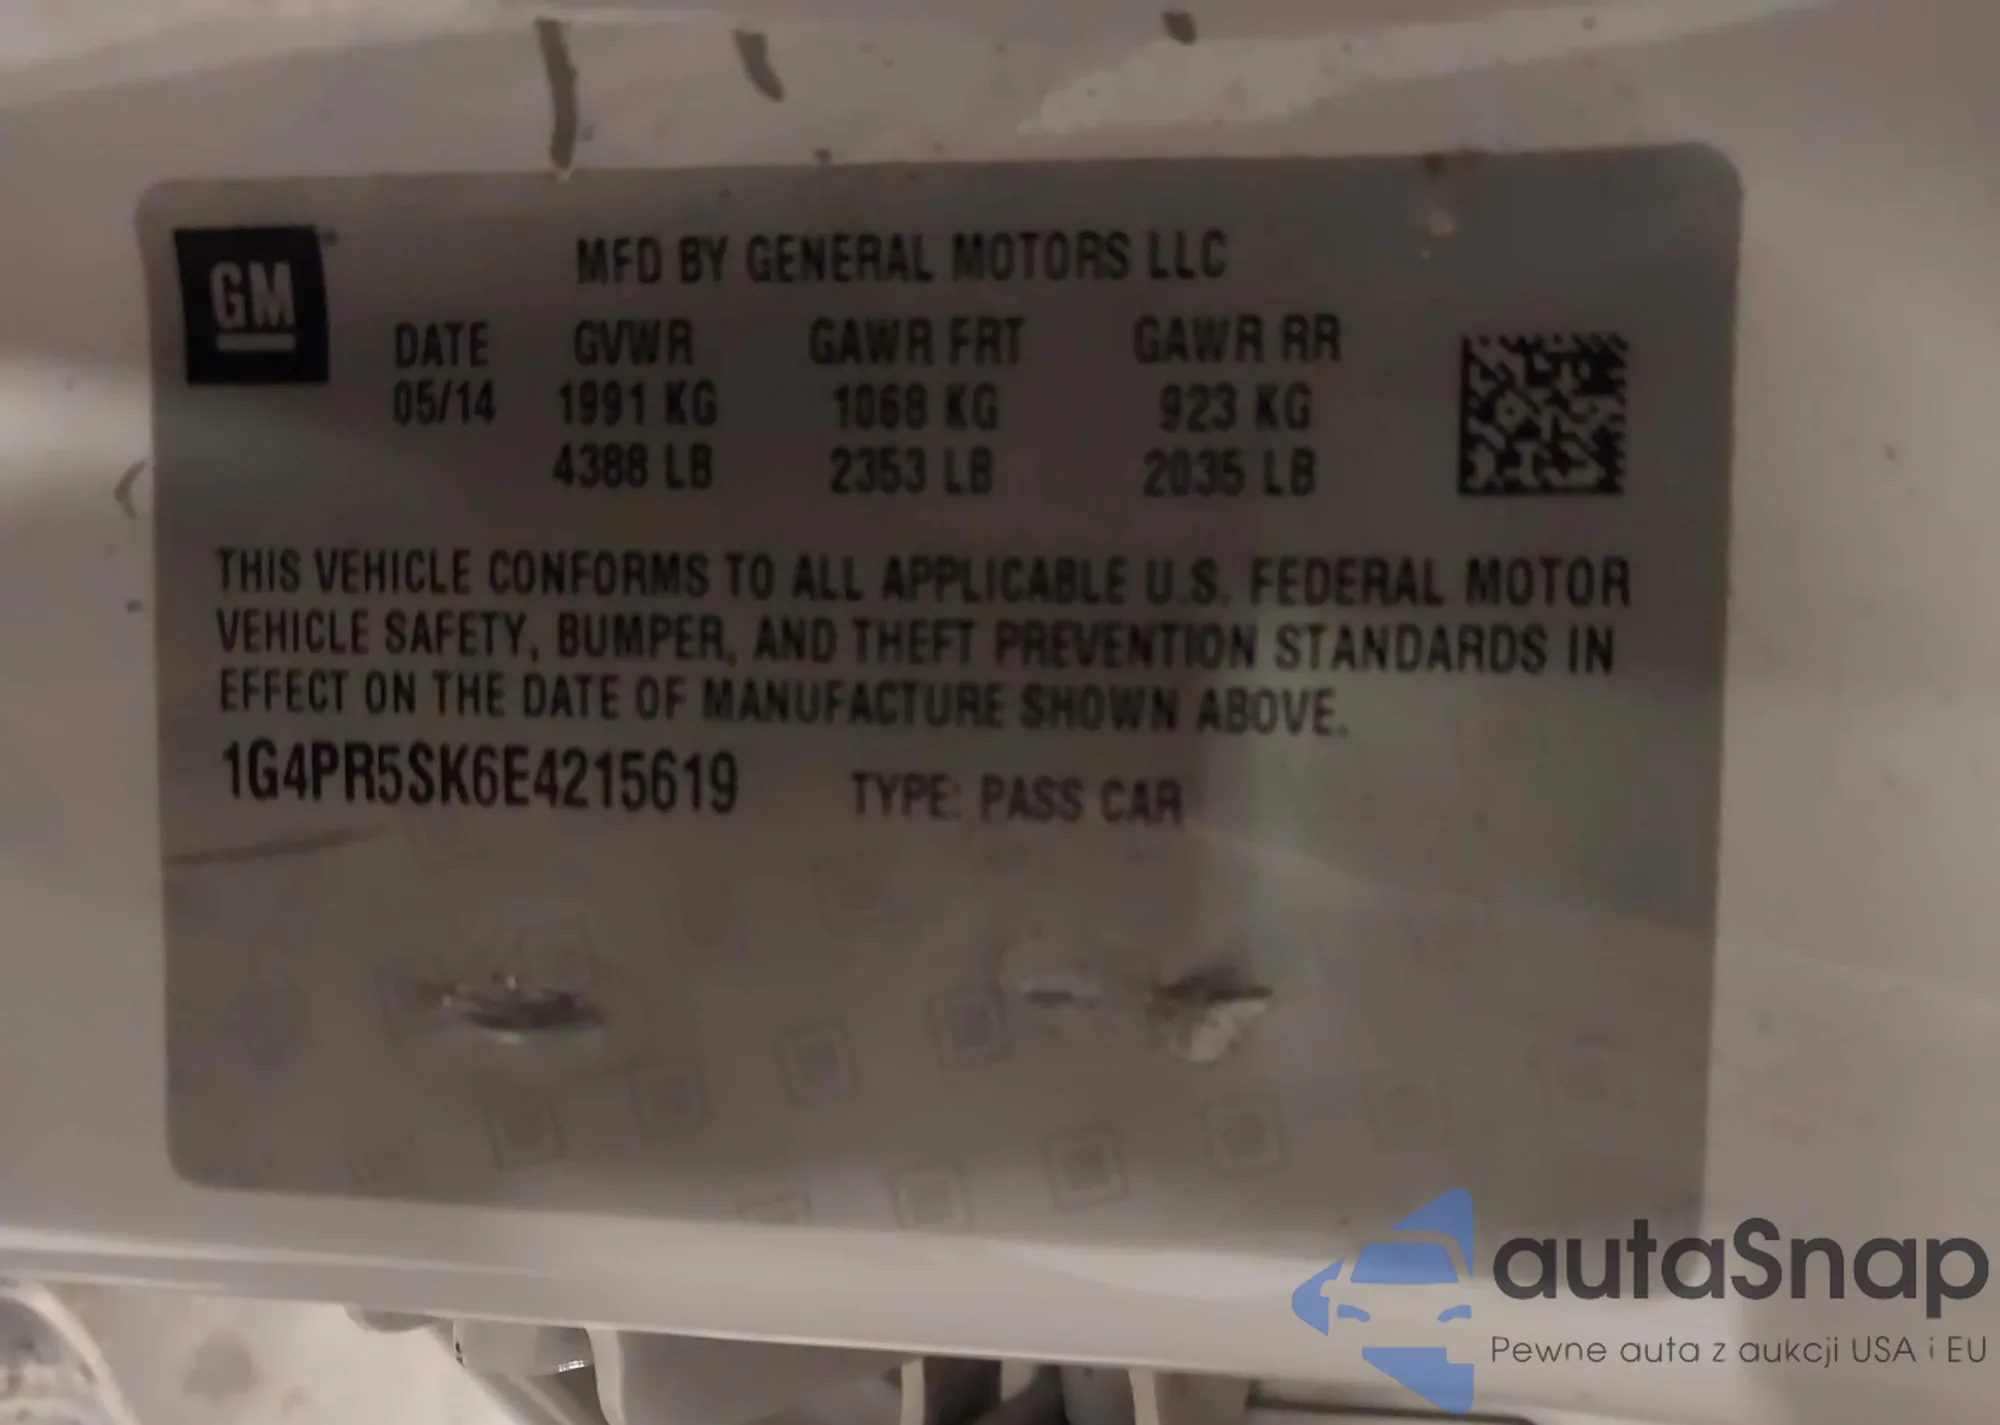 GM
MFD BY GENERAL MOTORS LLC
DATE GVWR GAWR FRT GAWR RR
05/14 1991 KG 1068 KG 923 KG
4388 LB 2353 LB 2035 LB
THIS VEHICLE CONFORMS TO ALL APPLICABLE U.S. FEDERAL MOTOR
VEHICLE SAFETY, BUMPER, AND THEFT PREVENTION STANDARDS IN
EFFECT ON THE DATE OF MANUFACTURE SHOWN ABOVE.
1G4PR5SK6E4215619 TYPE: PASS CAR
autaSnap
Pewne auta z aukcji USA i EU